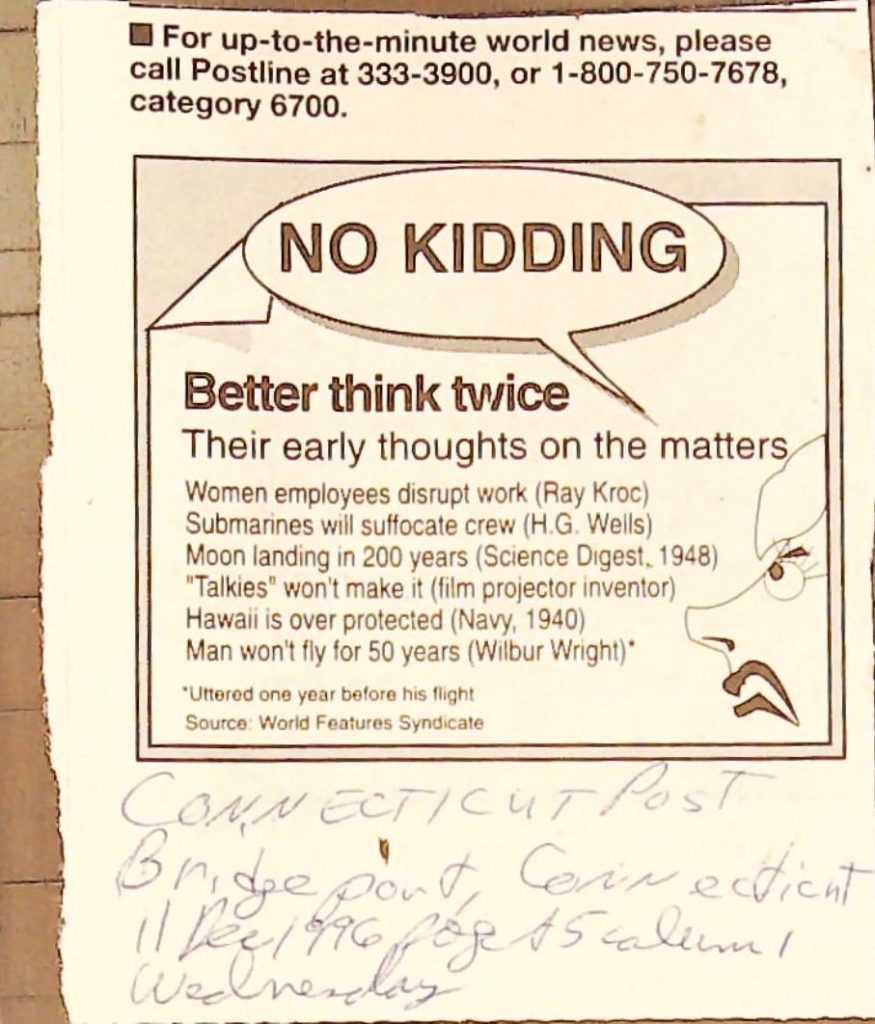 ■ For up-to-the-minute world news, please
call Postline at 333-3900, or 1-800-750-7678,
category 6700.
NO KIDDING
Better think twice
Their early thoughts on the matters
Women employees disrupt work (Ray Kroc)
Submarines will suffocate crew (H.G. Wells)
Moon landing in 200 years (Science Digest, 1948)
"Talkies" won't make it (film projector inventor)
Hawaii is over protected (Navy, 1940)
Man won't fly for 50 years (Wilbur Wright)*
*Uttered one year before his flight
Source: World Features Syndicate
CONNECTICUT POST
Bridgeport, Connecticut
11 Dec 1996 page A5 column 1
Wednesday